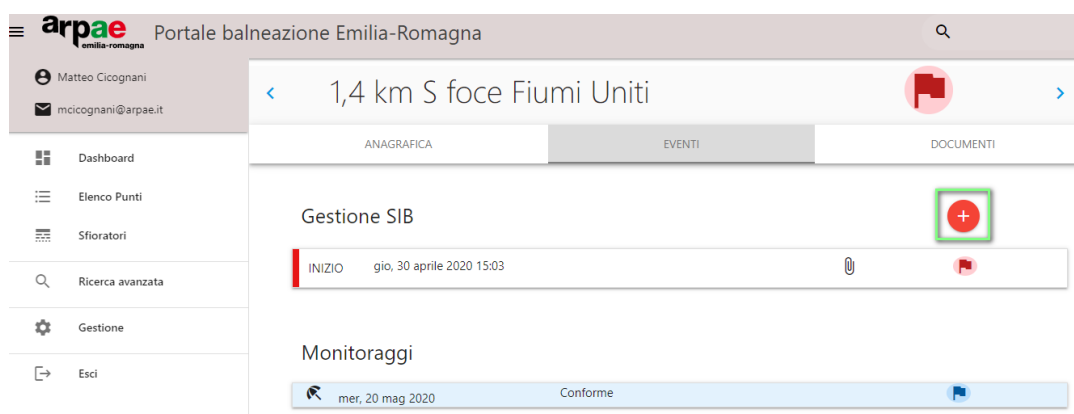 arpae
emilia-romagna
Portale balneazione Emilia-Romagna
Matteo Cicognani
mcicognani@arpae.it
1,4 km S foce Fiumi Uniti
ANAGRAFICA EVENTI DOCUMENTI
Dashboard
Elenco Punti
Sfioratori
Ricerca avanzata
Gestione
Esci
Gestione SIB
INIZIO gio, 30 aprile 2020 15:03
Monitoraggi
mer, 20 mag 2020 Conforme